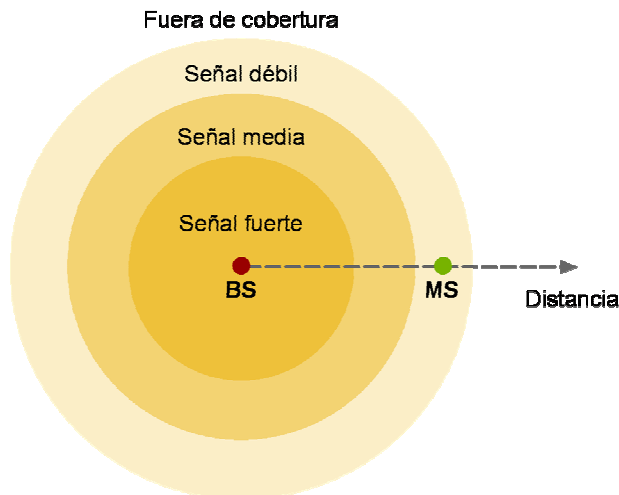 Fuera de cobertura
Señal débil
Señal media
Señal fuerte
BS
MS
Distancia